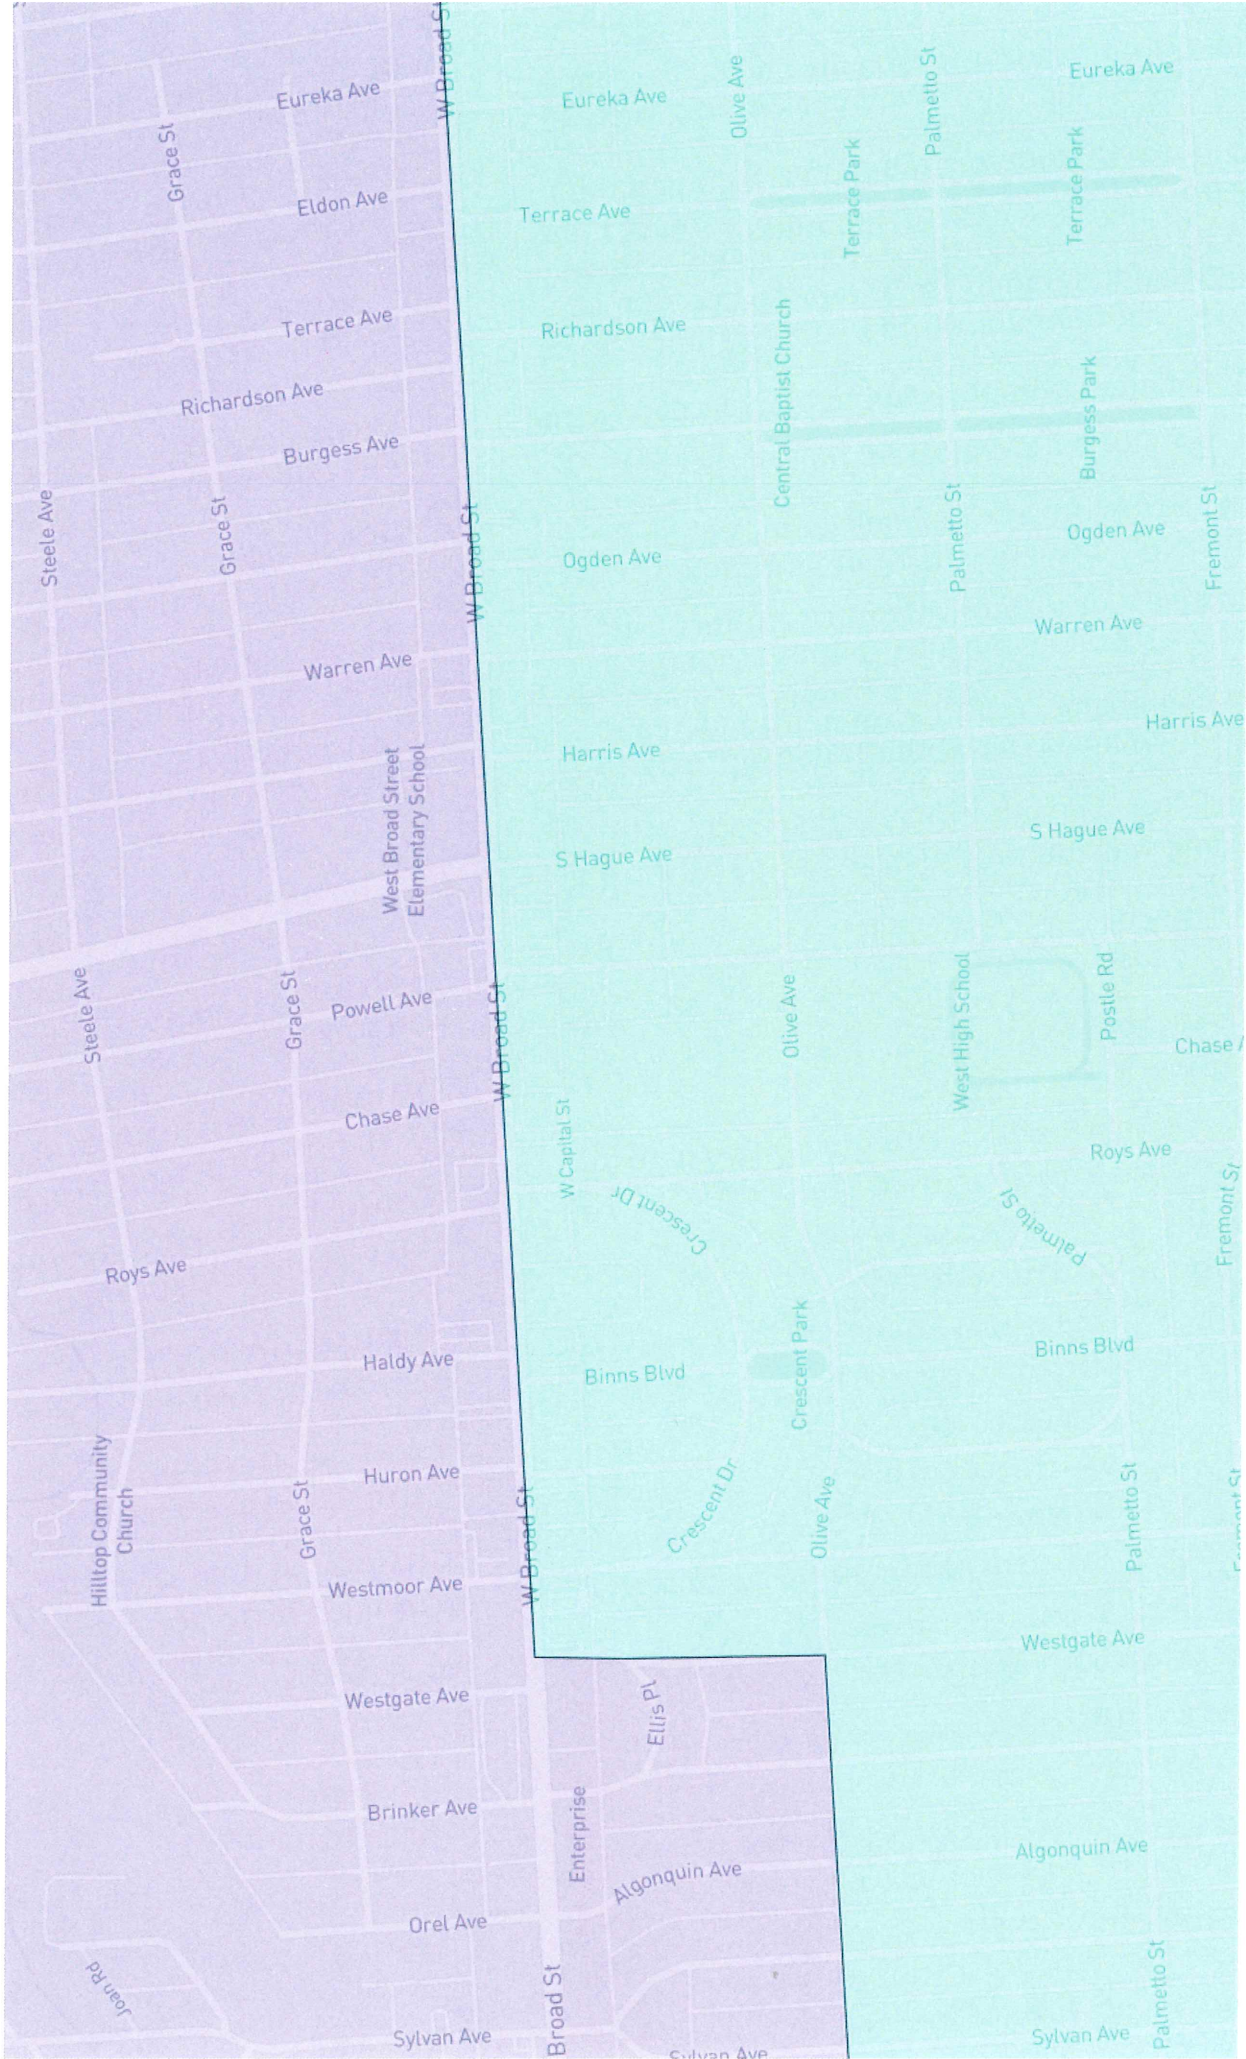 W Broad St
Eureka Ave
Eureka Ave
Olive Ave
Palmetto St
Eureka Ave
Grace St
Eldon Ave
Terrace Ave
Terrace Park
Terrace Park
Terrace Ave
Richardson Ave
Central Baptist Church
Richardson Ave
Burgess Ave
Burgess Park
Steele Ave
Grace St
W Broad St
Ogden Ave
Palmetto St
Ogden Ave
Fremont St
Warren Ave
Warren Ave
Harris Ave
Harris Ave
West Broad Street
Elementary School
S Hague Ave
S Hague Ave
Steele Ave
Grace St
Powell Ave
W Broad St
Olive Ave
West High School
Postle Rd
Chase
Chase Ave
W Capital St
Crescent Dr
Roys Ave
Palmetto St
Fremont St
Roys Ave
Haldy Ave
Binns Blvd
Crescent Park
Binns Blvd
Hilltop Community
Church
Grace St
Huron Ave
W Broad St
Crescent Dr
Olive Ave
Palmetto St
Westmoor Ave
Westgate Ave
Westgate Ave
Ellis Pl
Brinker Ave
Enterprise
Algonquin Ave
Algonquin Ave
Orel Ave
Joan Rd
Broad St
Palmetto St
Sylvan Ave
Sylvan Ave
Sylvan Ave